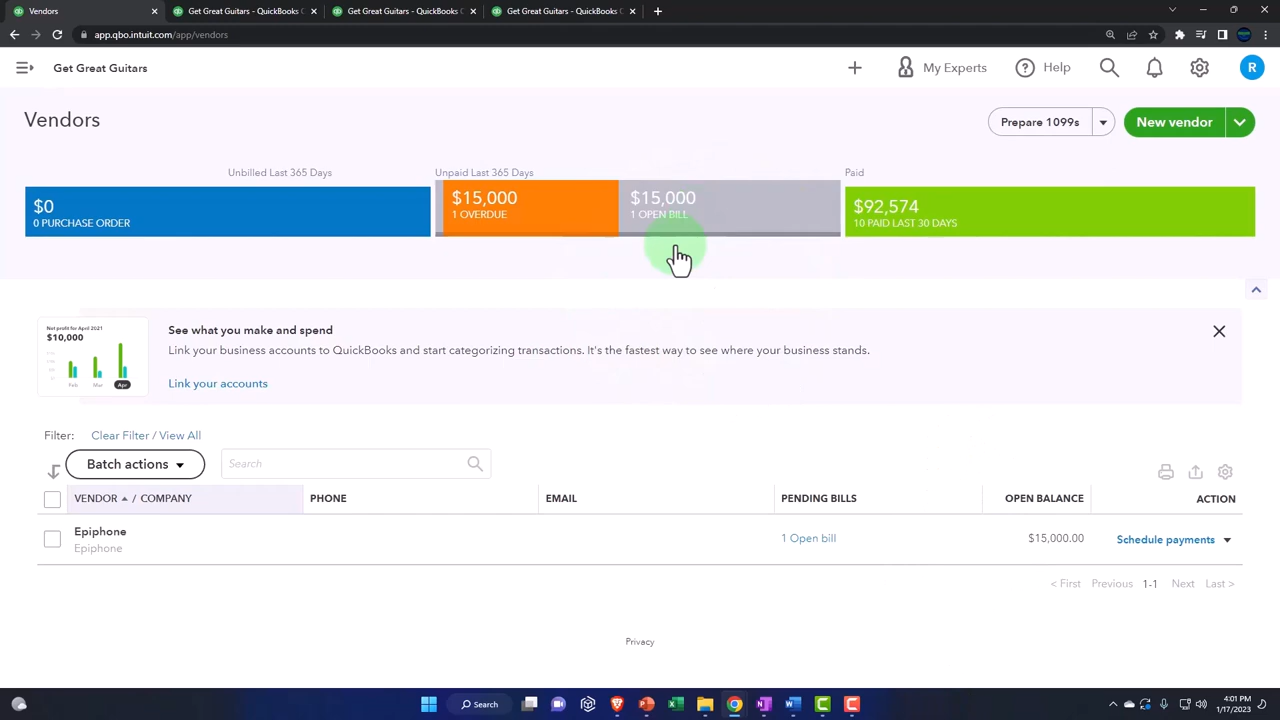 Vendors
Get Great Guitars - QuickBooks C
Get Great Guitars - QuickBooks C
Get Great Guitars - QuickBooks C
app.qbo.intuit.com/app/vendors
Get Great Guitars
My Experts
Help
R
Vendors
Prepare 1099s
New vendor
Unbilled Last 365 Days
Unpaid Last 365 Days
Paid
$0
0 PURCHASE ORDER
$15,000
1 OVERDUE
$15,000
1 OPEN BILL
$92,574
10 PAID LAST 30 DAYS
Net profit for April 2021
$10,000
Feb
Mar
Apr
See what you make and spend
Link your business accounts to QuickBooks and start categorizing transactions. It's the fastest way to see where your business stands.
Link your accounts
Filter: Clear Filter / View All
Batch actions
Search
VENDOR / COMPANY
PHONE
EMAIL
PENDING BILLS
OPEN BALANCE
ACTION
Epiphone
Epiphone
1 Open bill
$15,000.00
Schedule payments
< First Previous 1-1 Next Last >
Privacy
Search
4:01 PM
1/17/2023